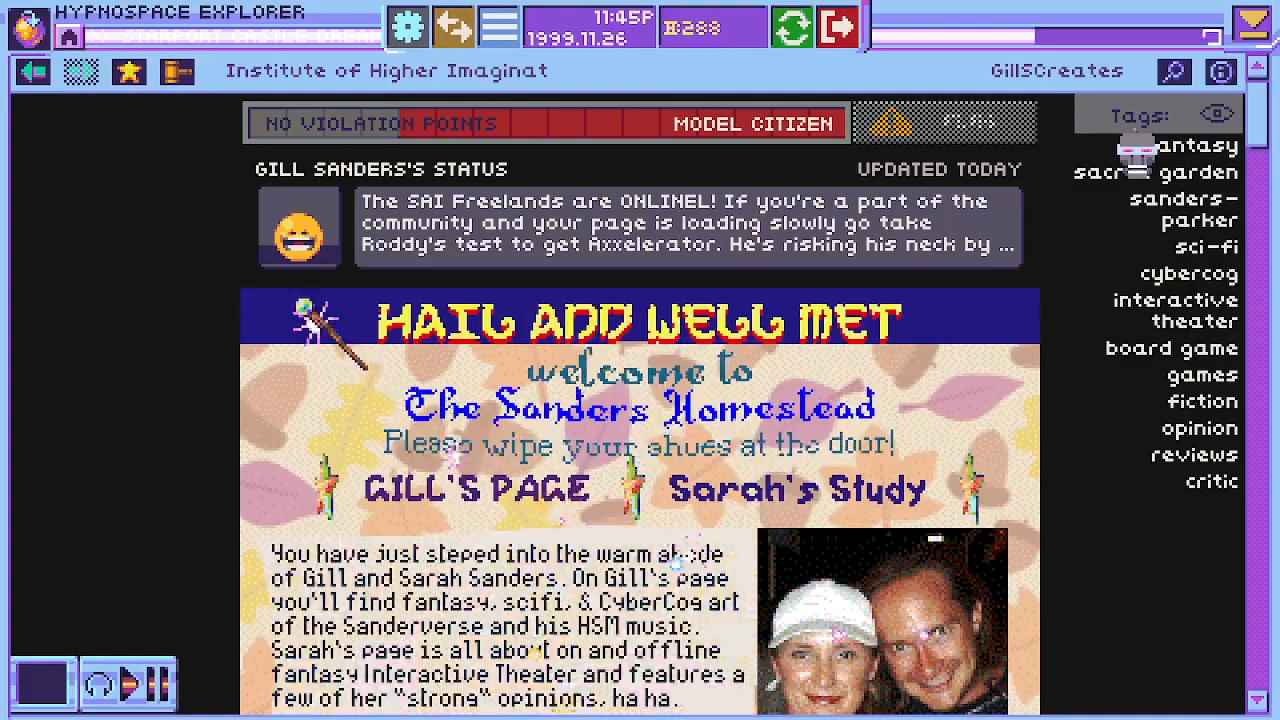 HYPNOSPACE EXPLORER
11:45P
1999.11.26
288
Institute of Higher Imaginat
GillSCreates
NO VIOLATION POINTS
MODEL CITIZEN
Tags:
GILL SANDERS'S STATUS
UPDATED TODAY
The SAI Freelands are ONLINEL! If you're a part of the
community and your page is loading slowly go take
Roddy's test to get Axxelerator. He's risking his neck by ...
antasy
sacr garden
sanders-
parker
sci-fi
cybercog
interactive
theater
board game
games
fiction
opinion
reviews
critic
HAIL AND WELL MET
welcome to
The Sanders Homestead
Please wipe your shues at the door!
GILL'S PAGE
Sarah's Study
You have just steped into the warm abode
of Gill and Sarah Sanders. On Gill's page
you'll find fantasy, scifi, & CyberCog art
of the Sanderverse and his HSM music.
Sarah's page is all about on and offline
fantasy Interactive Theater and features a
few of her "strong" opinions, ha ha.